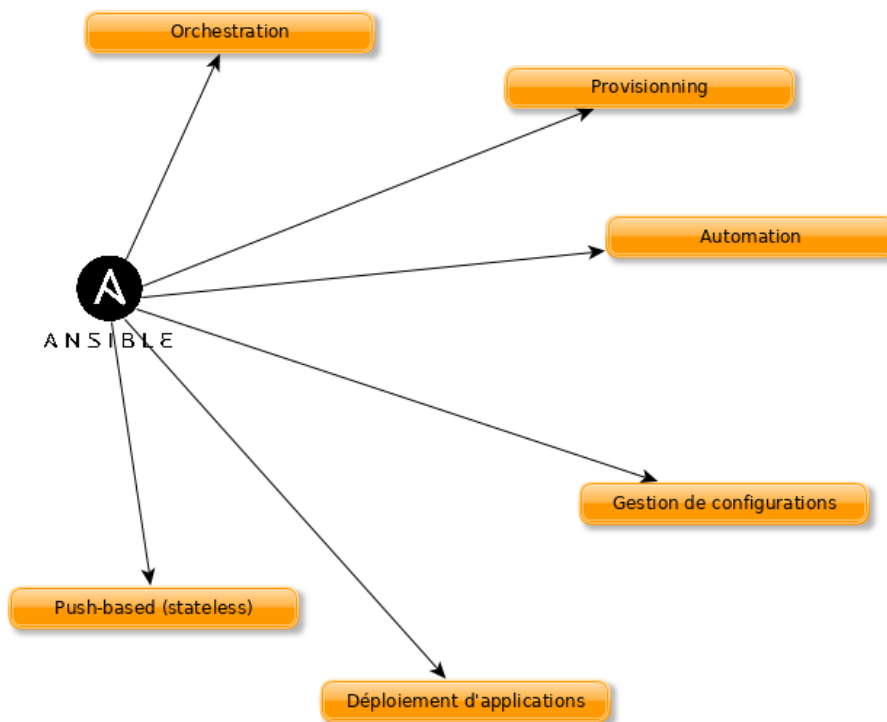 Orchestration
Provisionning
Automation
ANSIBLE
Gestion de configurations
Push-based (stateless)
Déploiement d'applications